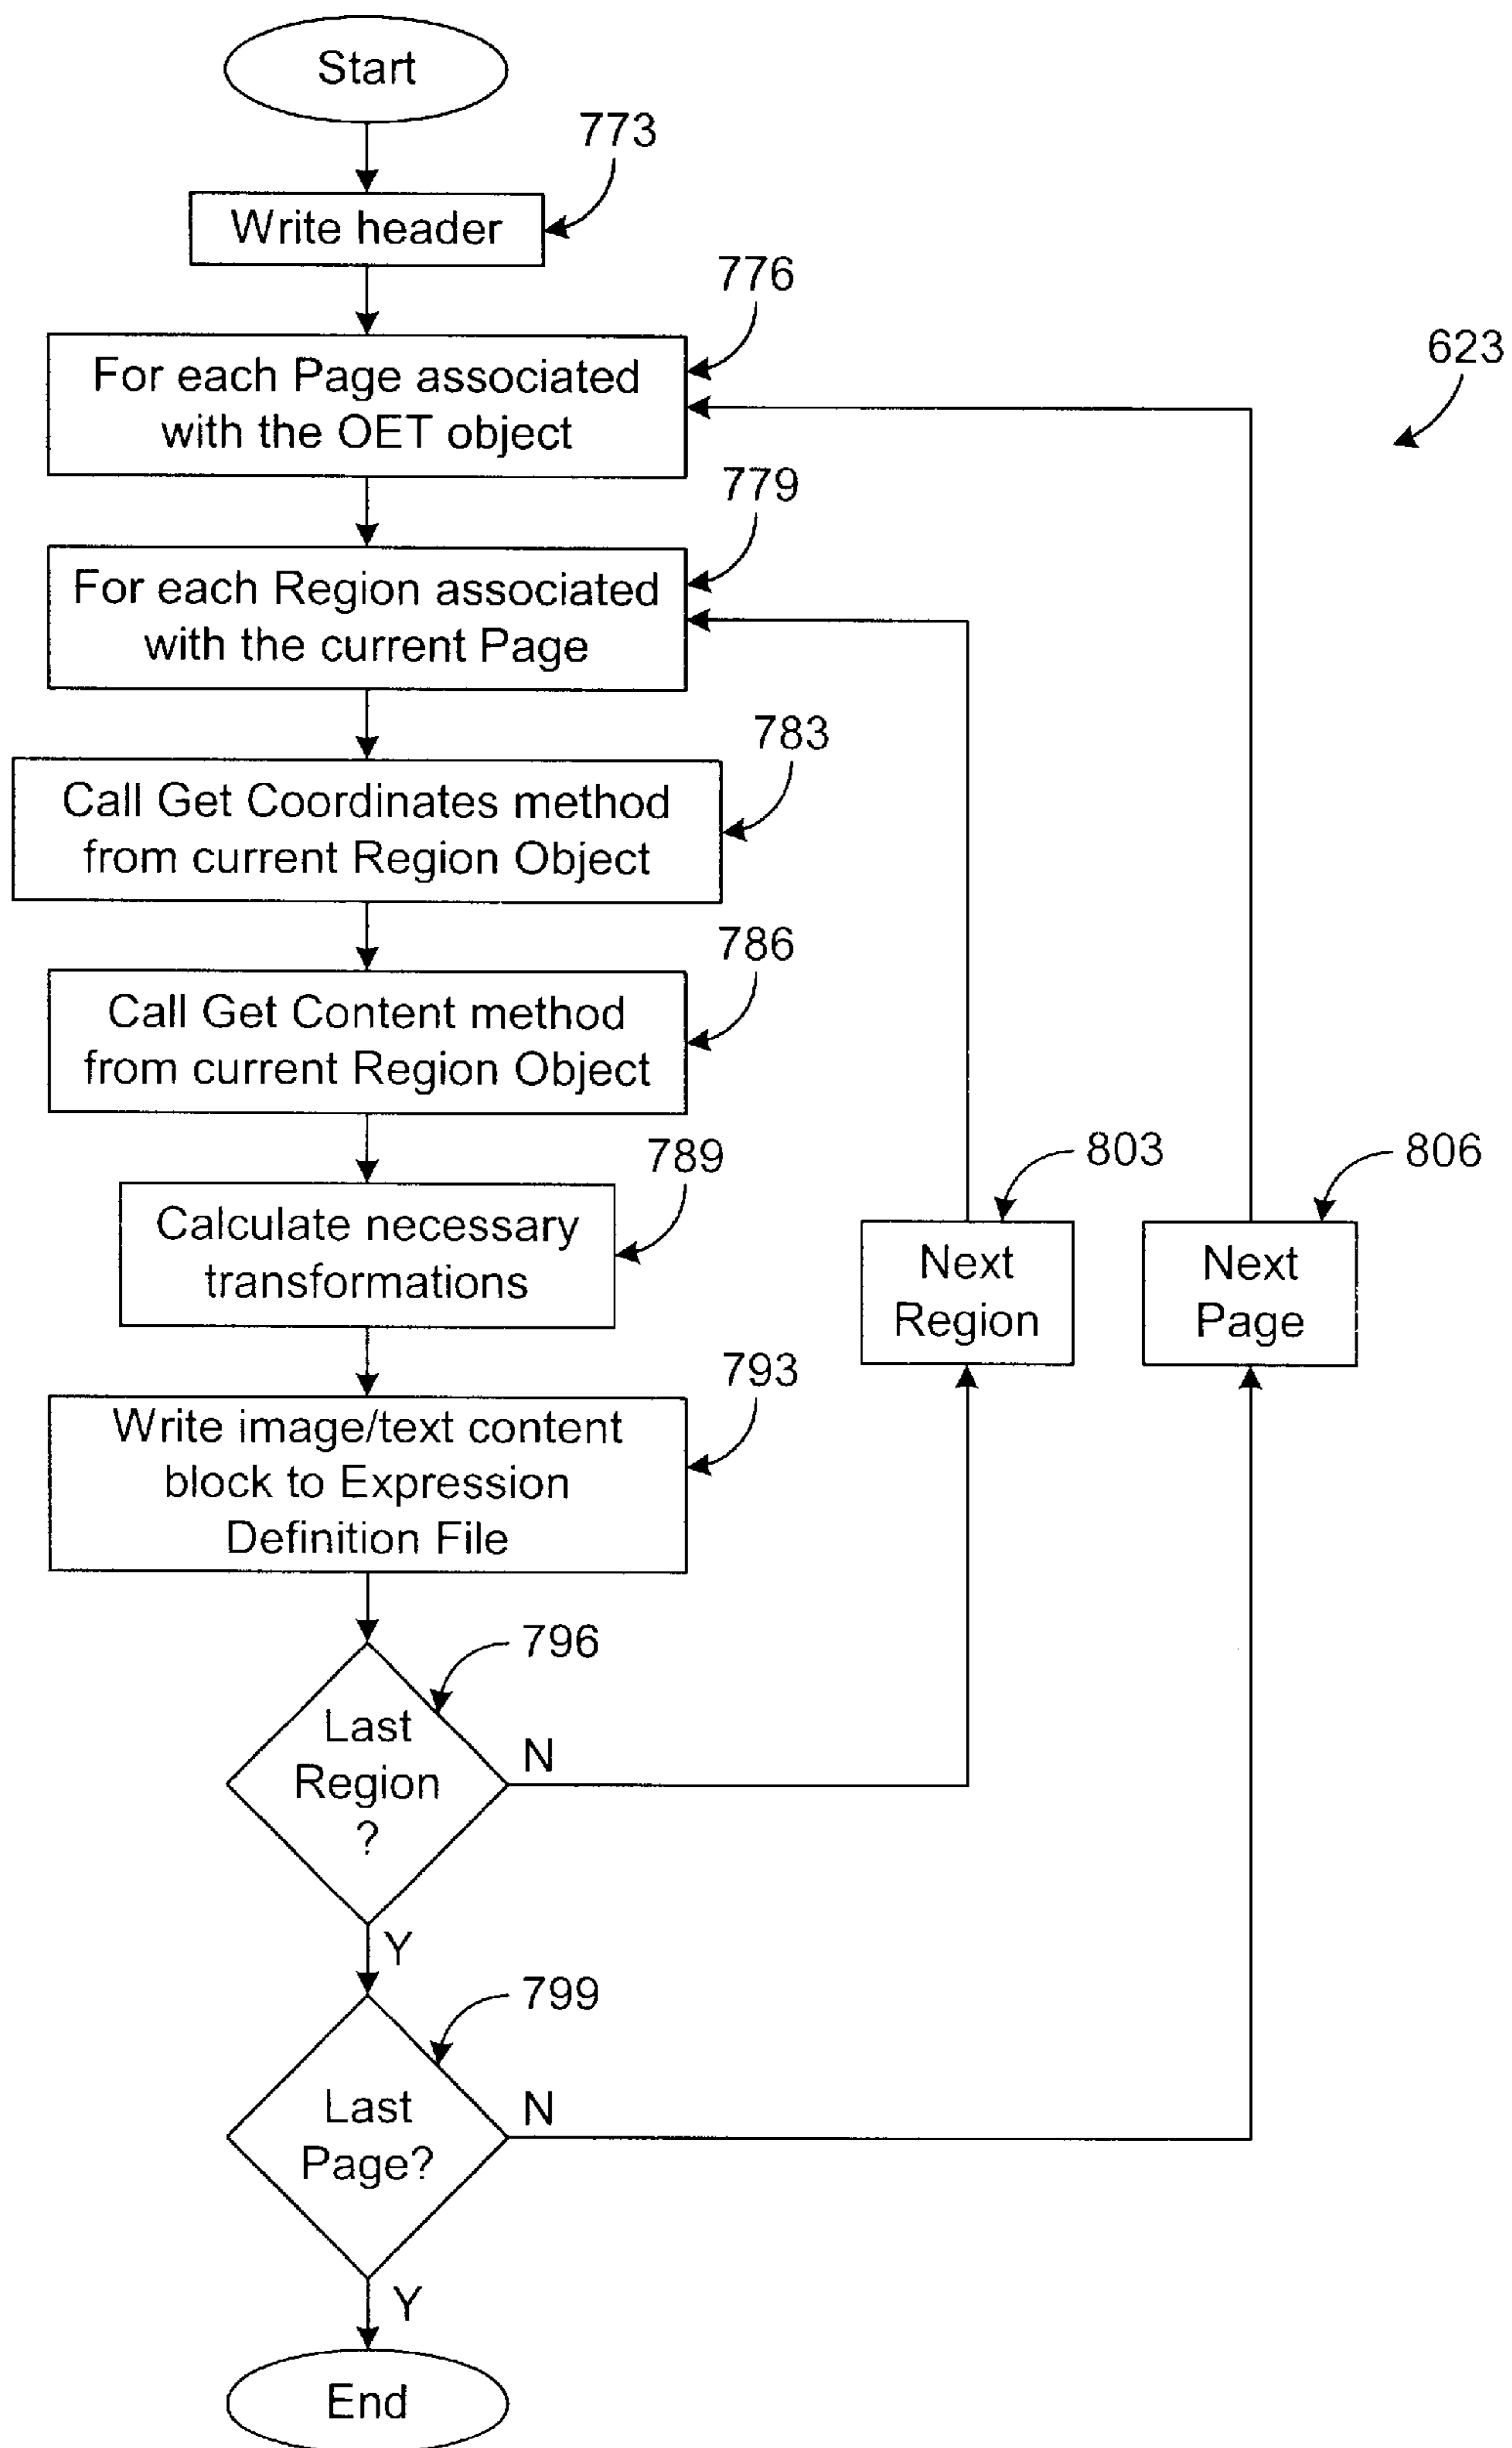 Start
773
Write header
776
For each Page associated
with the OET object
623
779
For each Region associated
with the current Page
783
Call Get Coordinates method
from current Region Object
786
Call Get Content method
from current Region Object
789
Calculate necessary
transformations
803
Next
Region
806
Next
Page
793
Write image/text content
block to Expression
Definition File
796
Last
Region
?
N
Y
799
Last
Page?
N
Y
End